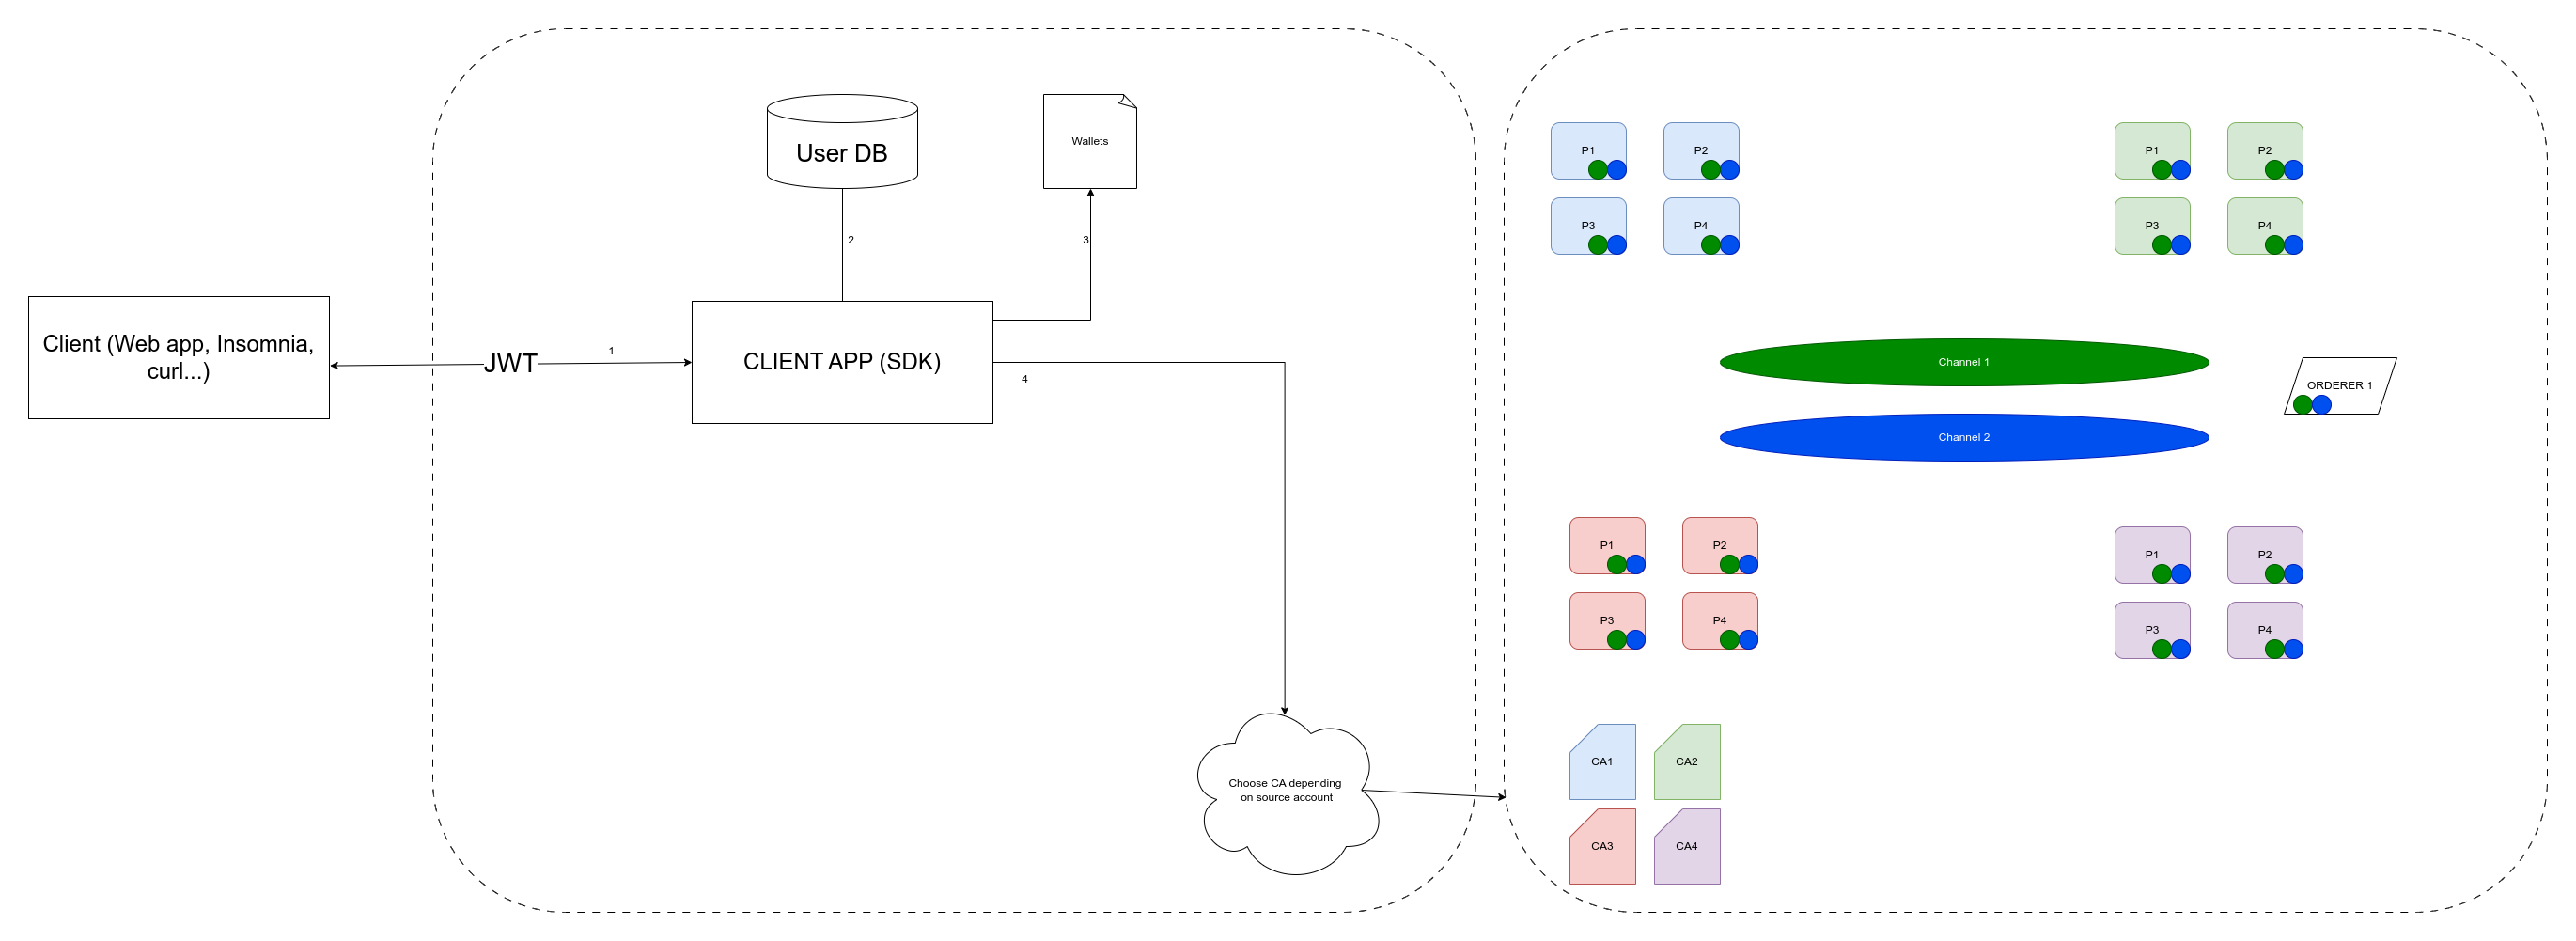 Client (Web app, Insomnia,
curl...)
JWT
1
User DB
2
Wallets
3
CLIENT APP (SDK)
4
Choose CA depending
on source account
P1
P2
P3
P4
P1
P2
P3
P4
Channel 1
Channel 2
ORDERER 1
P1
P2
P3
P4
P1
P2
P3
P4
CA1
CA2
CA3
CA4